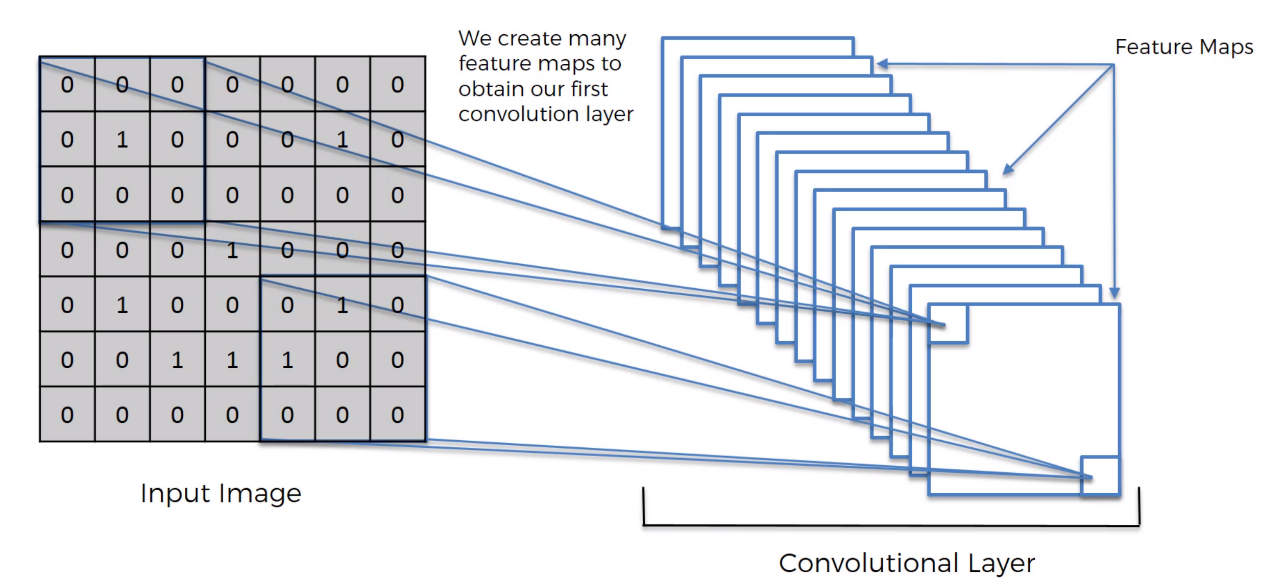 We create many
feature maps to
obtain our first
convolution layer
Feature Maps
0 0 0 0 0 0 0
0 1 0 0 0 1 0
0 0 0 0 0 0 0
0 0 0 1 0 0 0
0 1 0 0 0 1 0
0 0 1 1 1 0 0
0 0 0 0 0 0 0
Input Image
Convolutional Layer